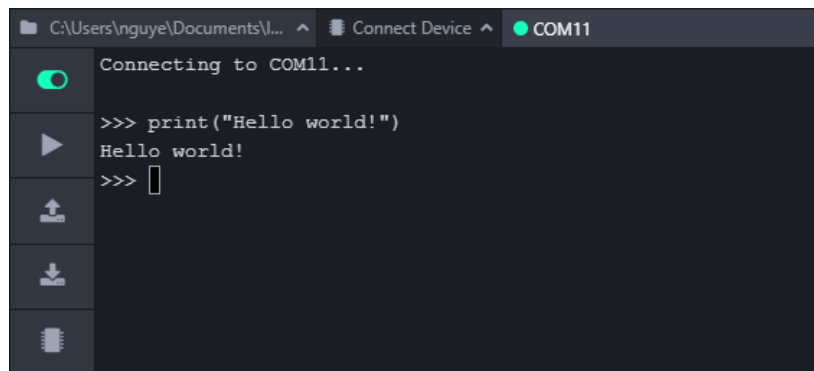 C:\Users\nguye\Documents\I... Connect Device COM11
Connecting to COM11...
>>> print("Hello world!")
Hello world!
>>>